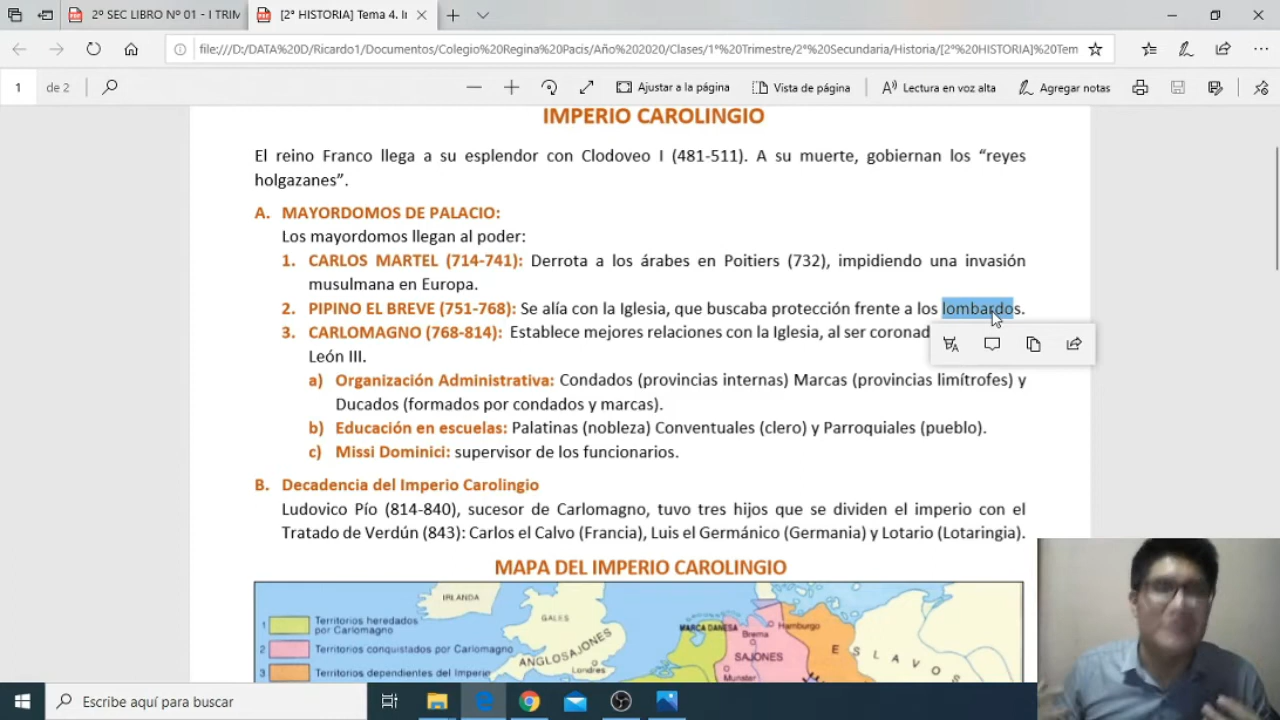 2º SEC LIBRO Nº 01 - I TRIM
[2° HISTORIA] Tema 4. I
file:///D:/DATA%20D/Ricardo1/Documentos/Colegio%20Regina%20Pacis/Año%202020/Clases/1°%20Trimestre/2°%20Secundaria/Historia/[2°%20HISTORIA]%20Tem
1 de 2
Ajustar a la página
Vista de página
Lectura en voz alta
Agregar notas
IMPERIO CAROLINGIO
El reino Franco llega a su esplendor con Clodoveo I (481-511). A su muerte, gobiernan los “reyes
holgazanes”.
A. MAYORDOMOS DE PALACIO:
Los mayordomos llegan al poder:
1. CARLOS MARTEL (714-741): Derrota a los árabes en Poitiers (732), impidiendo una invasión
musulmana en Europa.
2. PIPINO EL BREVE (751-768): Se alía con la Iglesia, que buscaba protección frente a los lombardos.
3. CARLOMAGNO (768-814): Establece mejores relaciones con la Iglesia, al ser coronad
León III.
a) Organización Administrativa: Condados (provincias internas) Marcas (provincias limítrofes) y
Ducados (formados por condados y marcas).
b) Educación en escuelas: Palatinas (nobleza) Conventuales (clero) y Parroquiales (pueblo).
c) Missi Dominici: supervisor de los funcionarios.
B. Decadencia del Imperio Carolingio
Ludovico Pío (814-840), sucesor de Carlomagno, tuvo tres hijos que se dividen el imperio con el
Tratado de Verdún (843): Carlos el Calvo (Francia), Luis el Germánico (Germania) y Lotario (Lotaringia).
MAPA DEL IMPERIO CAROLINGIO
1 Territorios heredados
por Carlomagno
2 Territorios conquistados por Carlomagno
3 Territorios dependientes del Imperio
IRLANDA
GALES
ANGLOSAJONES
Londres
MARCA DANESA
Hamburgo
Brema
SAJONES
Munster
ESLAVOS
Escribe aquí para buscar